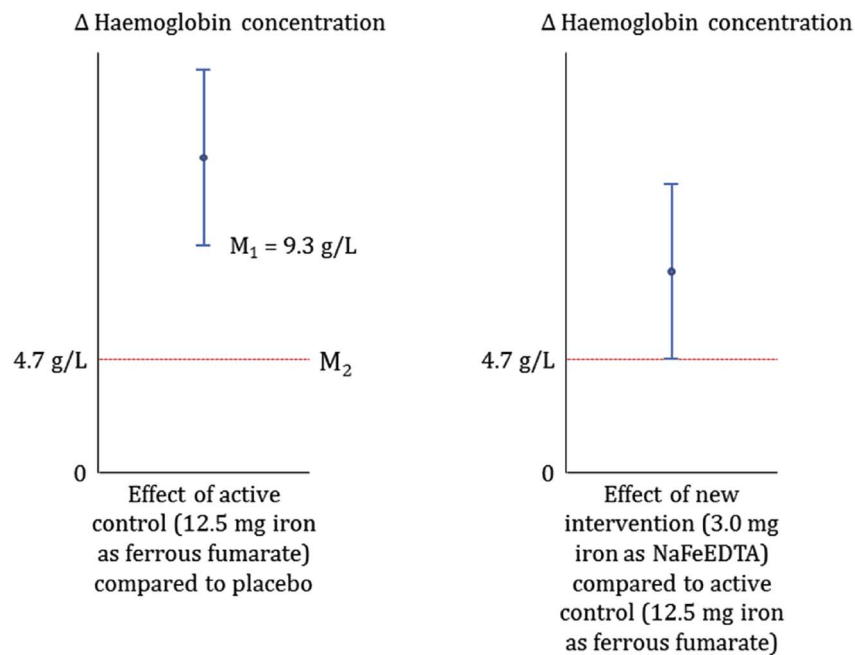 Δ Haemoglobin concentration
M₁ = 9.3 g/L
4.7 g/L
M₂
0
Effect of active
control (12.5 mg iron
as ferrous fumarate)
compared to placebo
Δ Haemoglobin concentration
4.7 g/L
0
Effect of new
intervention (3.0 mg
iron as NaFeEDTA)
compared to active
control (12.5 mg iron
as ferrous fumarate)